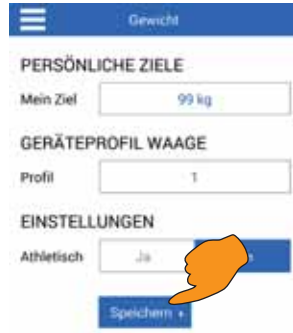 Gewicht
PERSÖNLICHE ZIELE
Mein Ziel 99 kg
GERÄTEPROFIL WAAGE
Profil 1
EINSTELLUNGEN
Athletisch Ja
Speichern